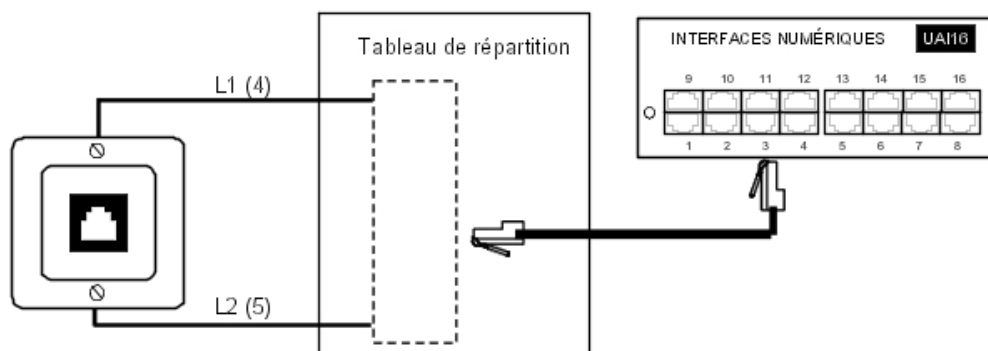 Tableau de répartition
INTERFACES NUMÉRIQUES UAI16
L1 (4)
9 10 11 12 13 14 15 16
1 2 3 4 5 6 7 8
L2 (5)